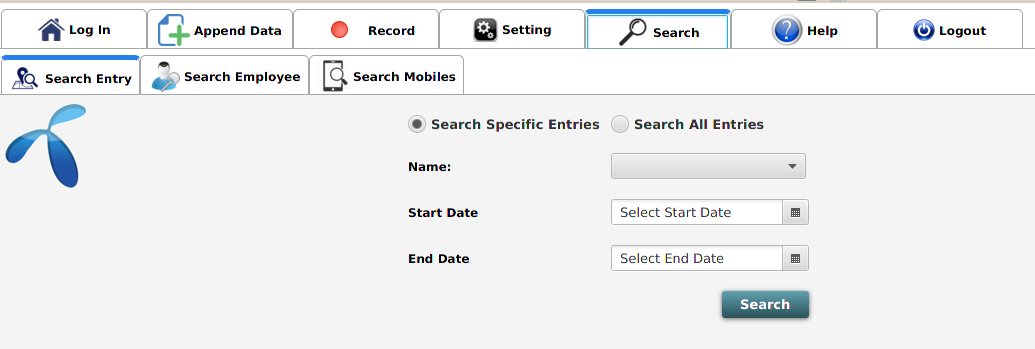 Log In Append Data Record Setting Search Help Logout
Search Entry Search Employee Search Mobiles
Search Specific Entries Search All Entries
Name:
Start Date Select Start Date
End Date Select End Date
Search